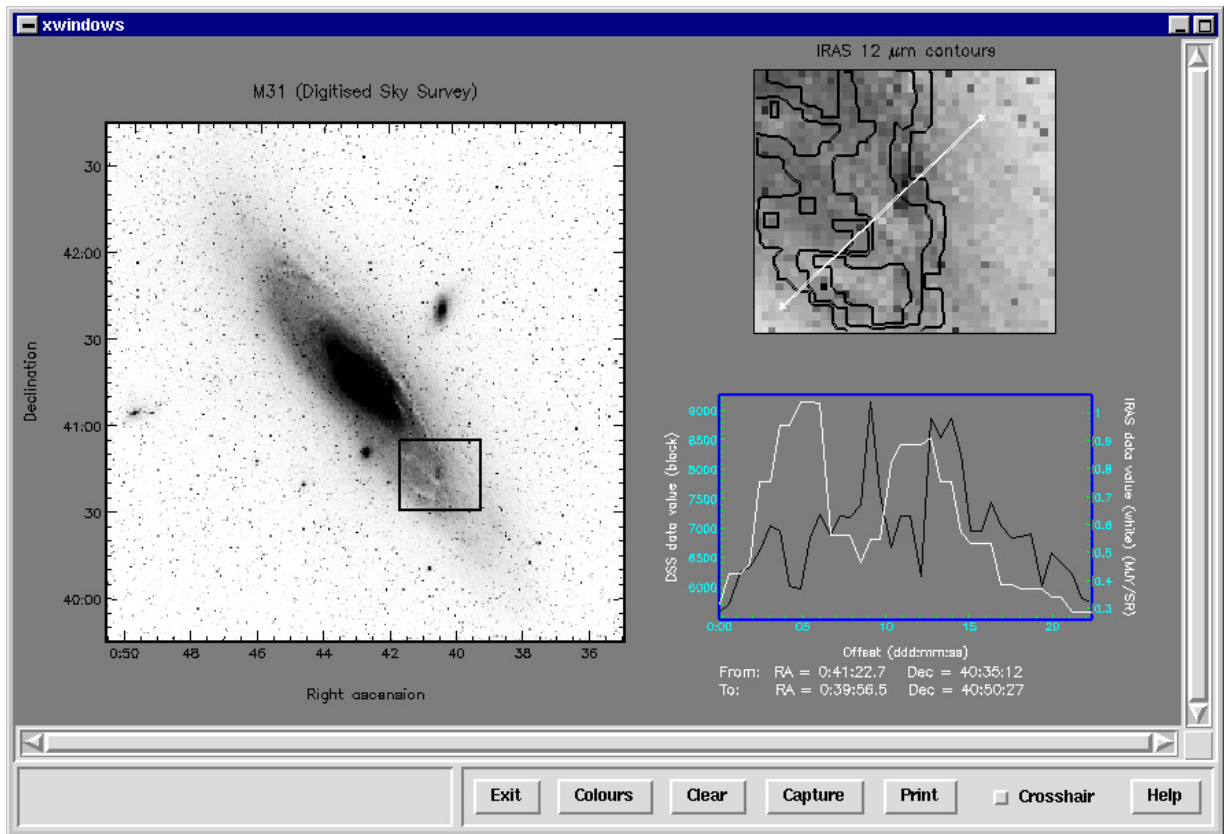 xwindows
M31 (Digitised Sky Survey)
30
42:00
30
41:00
30
40:00
Declination
0:50 48 46 44 42 40 38 36
Right ascension
IRAS 12 μm contours
9000
8500
8000
7500
7000
6500
6000
DSS data value (black)
1
0.9
0.8
0.7
0.6
0.5
0.4
0.3
IRAS data value (white) (MJY/SR)
0:00 05 10 15 20
Offset (ddd:mm:ss)
From: RA = 0:41:22.7 Dec = 40:35:12
To: RA = 0:39:56.5 Dec = 40:50:27
Exit Colours Clear Capture Print Crosshair Help